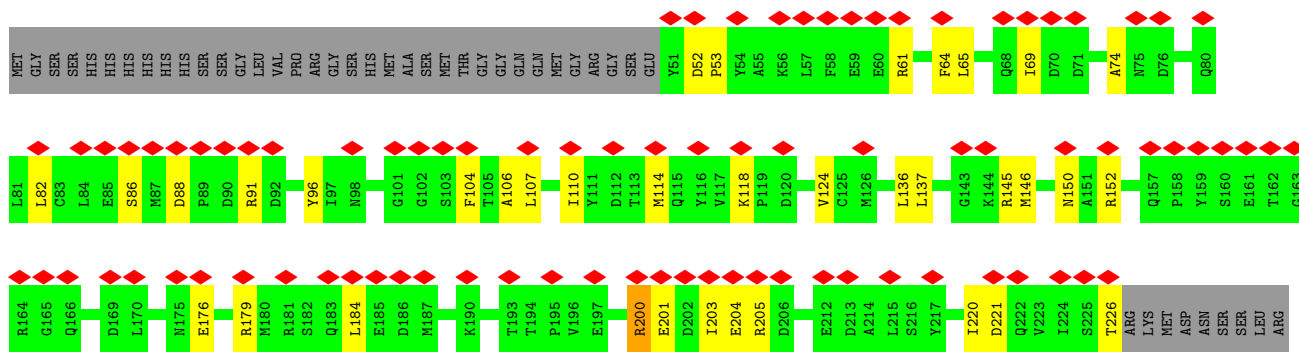 MET GLY SER SER HIS HIS HIS HIS HIS HIS SER SER GLY LEU VAL PRO ARG GLY SER HIS MET ALA SER MET THR GLY GLY GLN GLN MET GLY ARG GLY SER GLU Y51 D52 P53 Y54 A55 K56 L57 F58 E59 E60 R61 F64 L65 Q68 I69 D70 D71 A74 N75 D76 Q80
L81 L82 C83 L84 E85 S86 M87 D88 P89 D90 R91 D92 Y96 I97 N98 G101 G102 S103 F104 T105 A106 L107 I110 Y111 D112 T113 M114 Q115 Y116 V117 K118 P119 D120 V124 C125 M126 L136 L137 G143 K144 R145 M146 N150 A151 R152 Q157 P158 Y159 S160 E161 T162 G163
R164 G165 Q166 D169 L170 N175 E176 R179 M180 R181 S182 Q183 L184 E185 D186 M187 K190 T193 T194 P195 V196 E197 R200 E201 D202 I203 E204 R205 D206 E212 D213 A214 L215 S216 Y217 I220 D221 Q222 V223 I224 S225 T226 ARG LYS MET ASP ASN SER SER LEU ARG